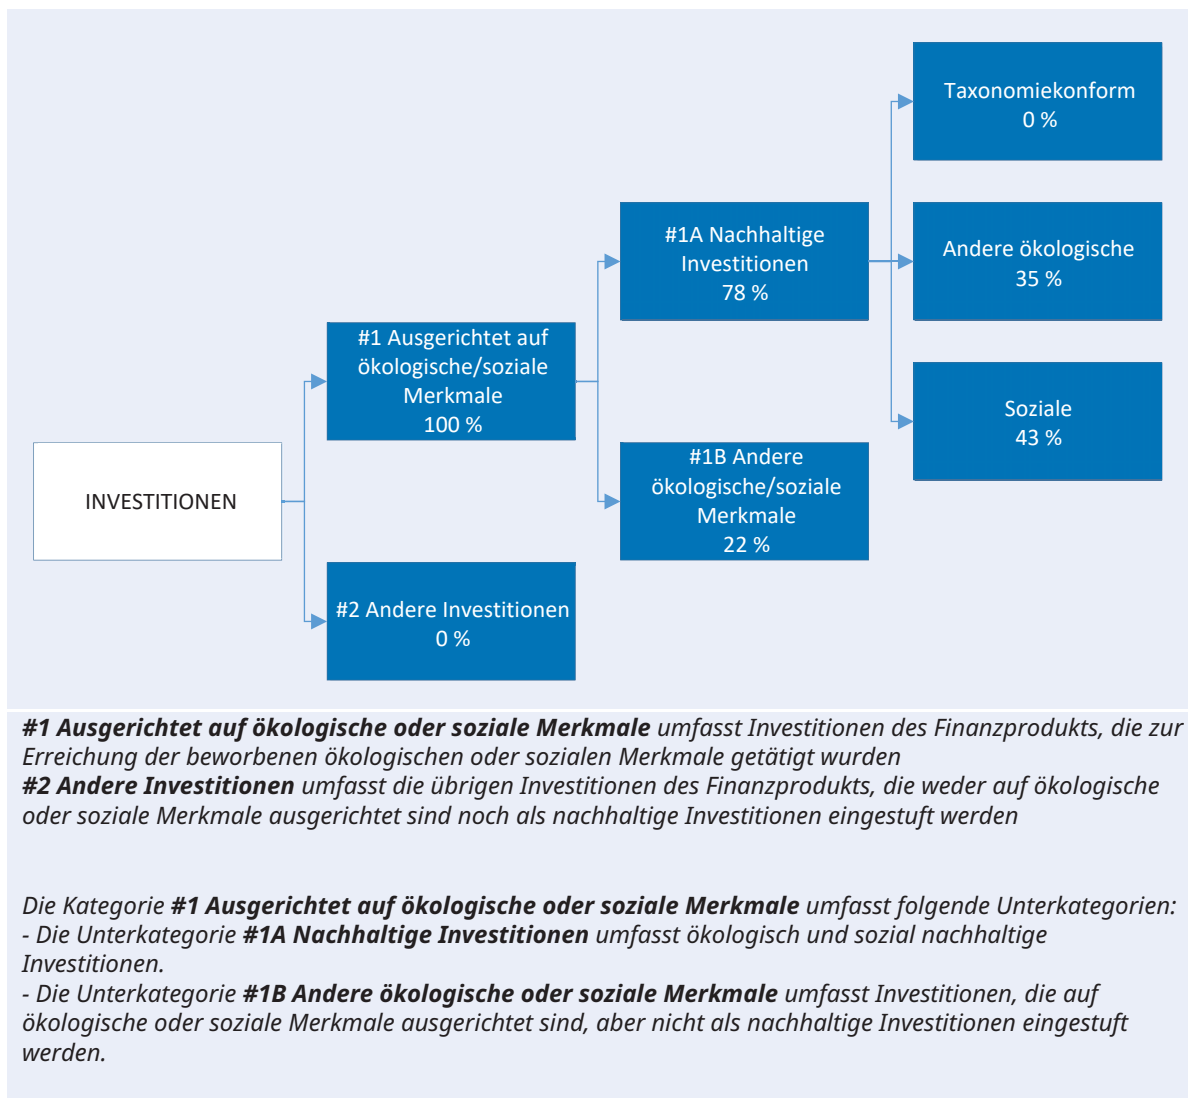 Taxonomiekonform
0 %
#1A Nachhaltige
Investitionen
78 %
Andere ökologische
35 %
#1 Ausgerichtet auf
ökologische/soziale
Merkmale
100 %
Soziale
43 %
INVESTITIONEN
#1B Andere
ökologische/soziale
Merkmale
22 %
#2 Andere Investitionen
0 %
#1 Ausgerichtet auf ökologische oder soziale Merkmale umfasst Investitionen des Finanzprodukts, die zur
Erreichung der beworbenen ökologischen oder sozialen Merkmale getätigt wurden
#2 Andere Investitionen umfasst die übrigen Investitionen des Finanzprodukts, die weder auf ökologische
oder soziale Merkmale ausgerichtet sind noch als nachhaltige Investitionen eingestuft werden
Die Kategorie #1 Ausgerichtet auf ökologische oder soziale Merkmale umfasst folgende Unterkategorien:
- Die Unterkategorie #1A Nachhaltige Investitionen umfasst ökologisch und sozial nachhaltige
Investitionen.
- Die Unterkategorie #1B Andere ökologische oder soziale Merkmale umfasst Investitionen, die auf
ökologische oder soziale Merkmale ausgerichtet sind, aber nicht als nachhaltige Investitionen eingestuft
werden.